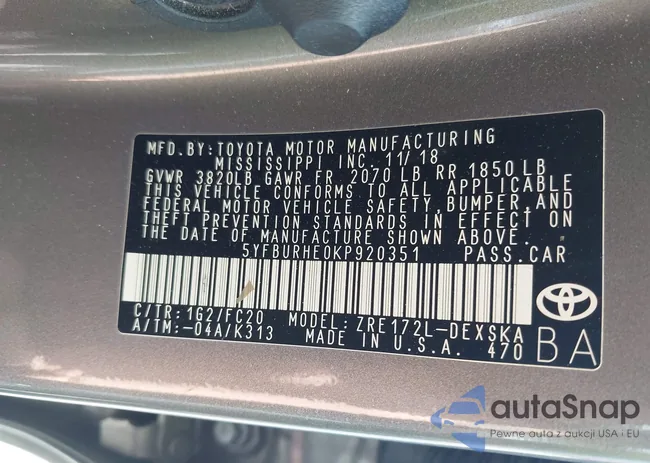 MFD.BY:TOYOTA MOTOR MANUFACTURING
MISSISSIPPI INC. 11/18
GVWR 3820LB GAWR FR 2070 LB RR 1850 LB
THIS VEHICLE CONFORMS TO ALL APPLICABLE
FEDERAL MOTOR VEHICLE SAFETY, BUMPER, AND
THEFT PREVENTION STANDARDS IN EFFECT ON
THE DATE OF MANUFACTURE SHOWN ABOVE.
5YFBURHE0KP920351 PASS.CAR
C/TR: 1G2/FC20 MODEL: ZRE172L-DEXSKA
A/TM:-04A/K313 MADE IN U.S.A. 470
BA
autaSnap
Pewne auta z aukcji USA i EU